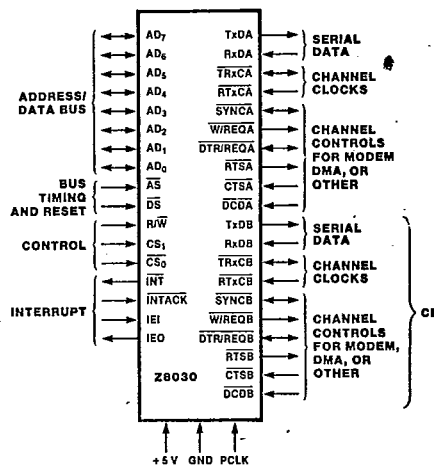 ADDRESS/
DATA BUS
BUS
TIMING
AND RESET
CONTROL
INTERRUPT
AD7
AD6
AD5
AD4
AD3
AD2
AD1
AD0
AS
DS
R/W
CS1
CS0
INT
INTACK
IEI
IEO
Z8030
TxDA
RxDA
TRxCA
RTxCA
SYNCA
W/REQA
DTR/REQA
RTSA
CTSA
DCDA
TxDB
RxDB
TRxCB
RTxCB
SYNCB
W/REQB
DTR/REQB
RTSB
CTSB
DCDB
SERIAL
DATA
CHANNEL
CLOCKS
CHANNEL
CONTROLS
FOR MODEM
DMA, OR
OTHER
SERIAL
DATA
CHANNEL
CLOCKS
CHANNEL
CONTROLS
FOR MODEM,
DMA, OR
OTHER
+5V GND PCLK